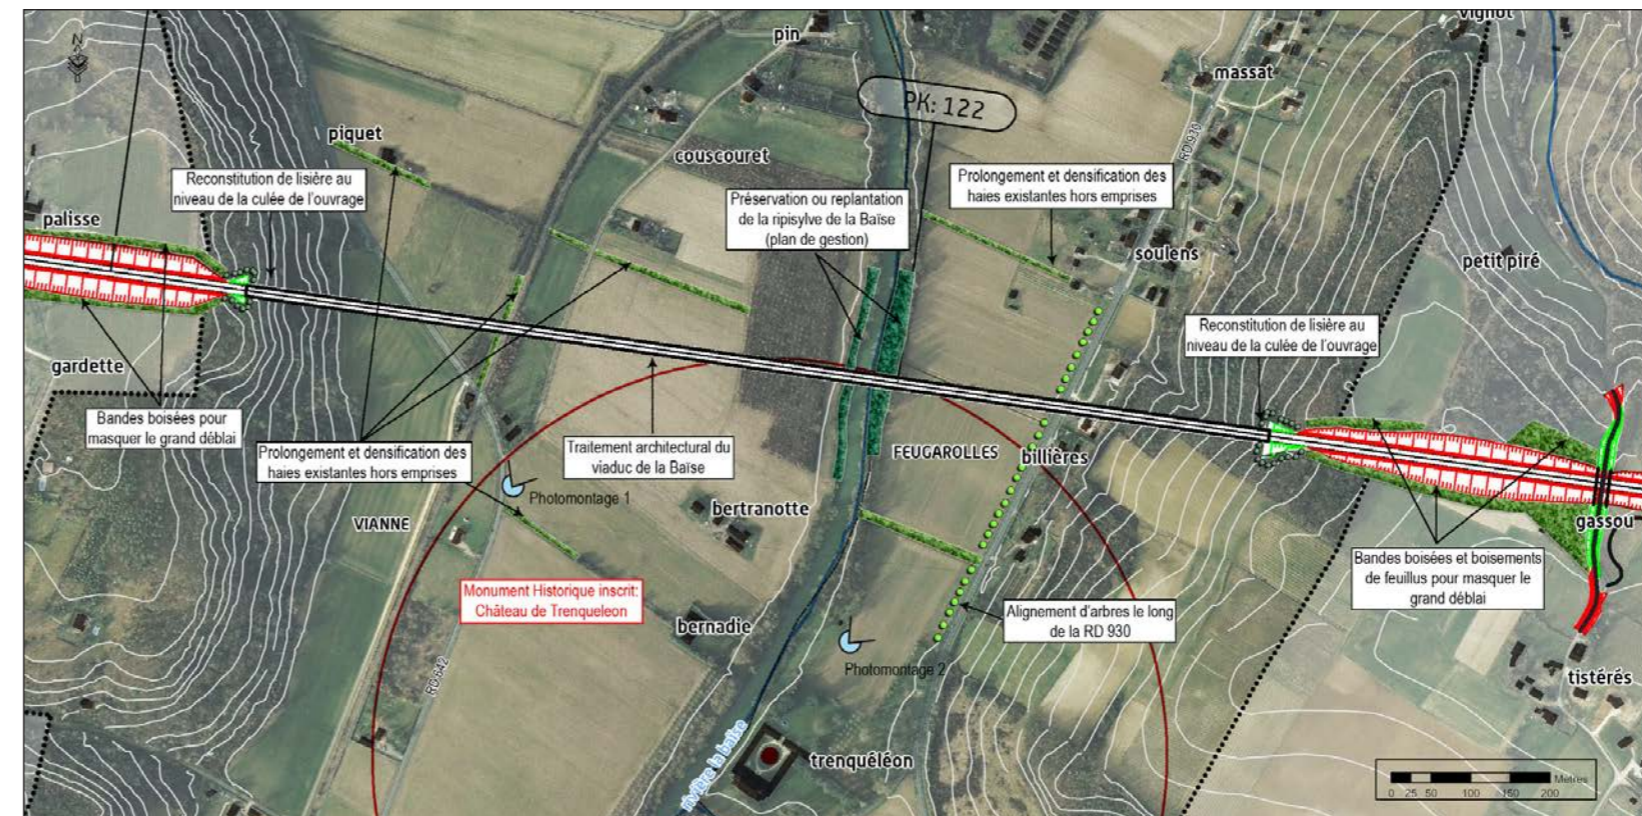 N
vignot
pin
massat
PK: 122
piquet
RD 930
couscouret
Reconstitution de lisière au
niveau de la culée de l'ouvrage
Prolongement et densification des
haies existantes hors emprises
Préservation ou replantation
de la ripisylve de la Baïse
(plan de gestion)
palisse
soulens
petit piré
Reconstitution de lisière au
niveau de la culée de l'ouvrage
gardette
Bandes boisées pour
masquer le grand déblai
Prolongement et densification des
haies existantes hors emprises
Traitement architectural du
viaduc de la Baïse
FEUGAROLLES
billières
Photomontage 1
bertranotte
VIANNE
gassou
Bandes boisées et boisements
de feuillus pour masquer le
grand déblai
Monument Historique inscrit:
Château de Trenqueleon
Alignement d'arbres le long
de la RD 930
bernadie
Photomontage 2
RD 642
tistérés
rivière la baïse
trenquéléon
Metres
0 25 50 100 150 200